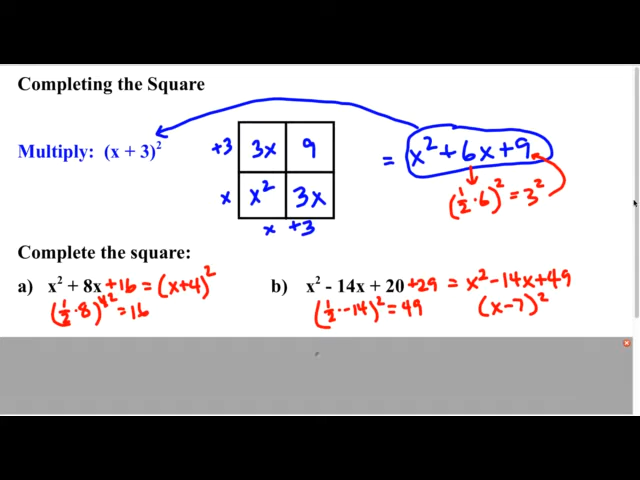 Completing the Square
Multiply: (x + 3)²
+3 3x 9
x x² 3x
x +3
= x² + 6x + 9
(½ · 6)² = 3²
Complete the square:
a) x² + 8x + 16 = (x + 4)²
(½ · 8)² = 16
b) x² - 14x + 20 + 29 = x² - 14x + 49
(½ · -14)² = 49 (x - 7)²